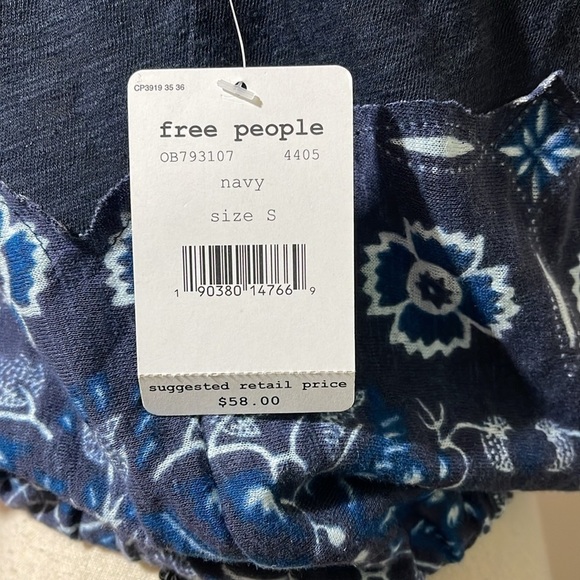 CP3919 35 36
free people
OB793107 4405
navy
size S
1 90380 14766 9
suggested retail price
$58.00